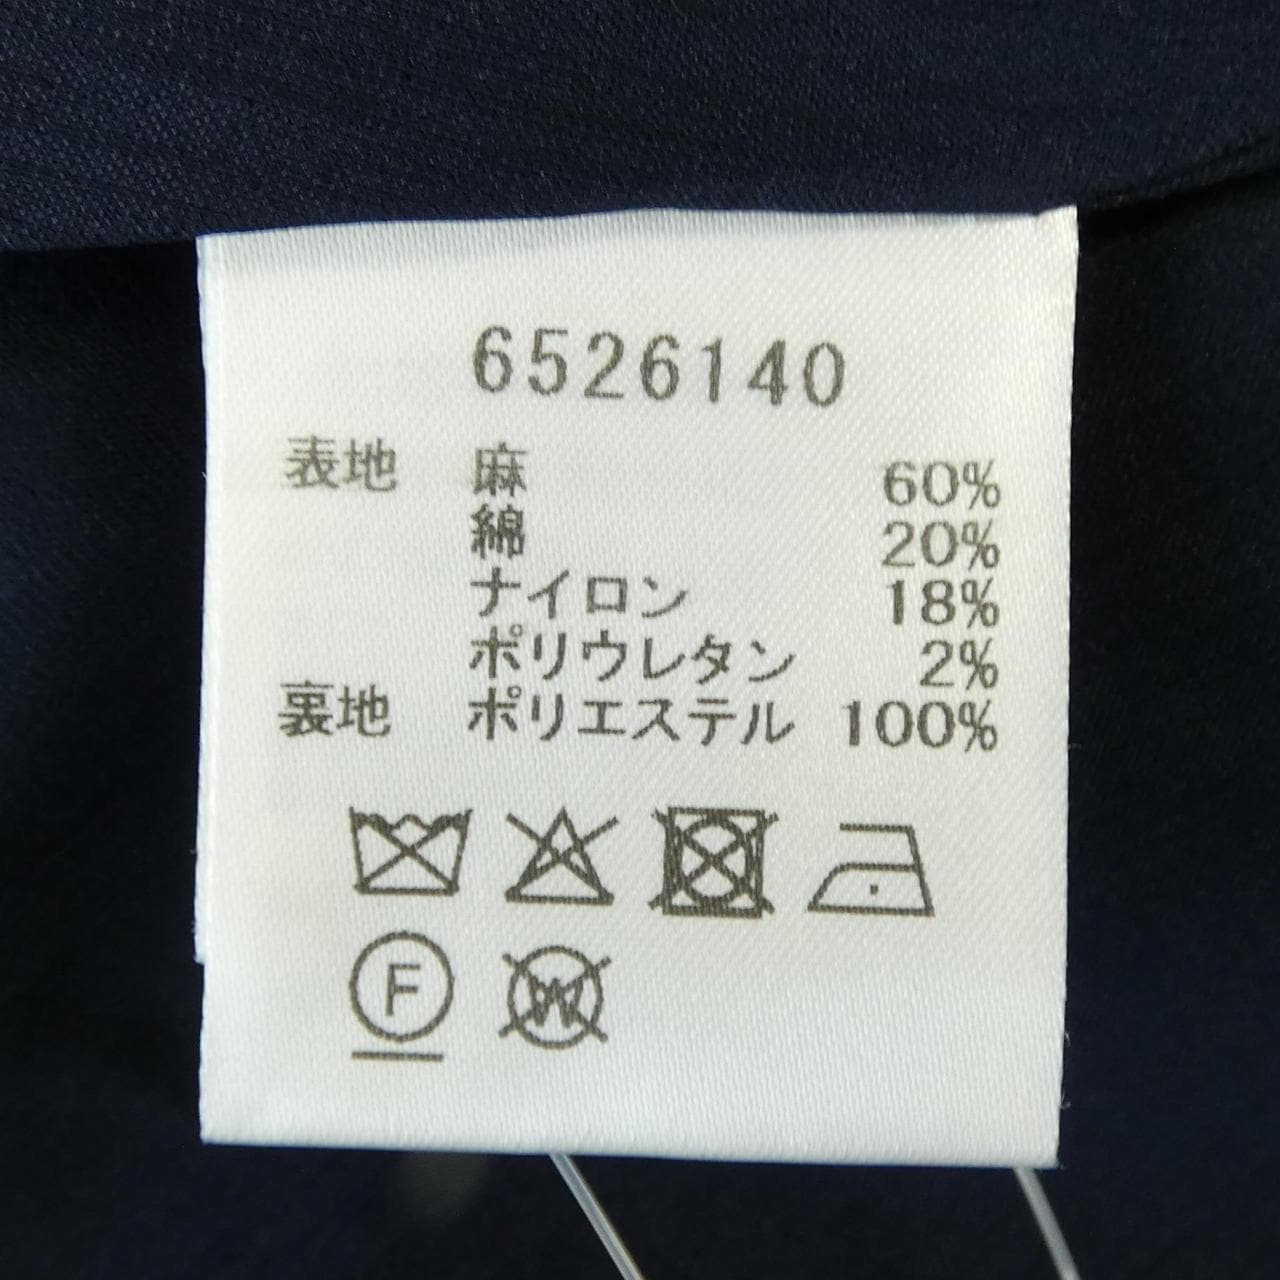 6526140
表地 麻 60%
綿 20%
ナイロン 18%
ポリウレタン 2%
裏地 ポリエステル 100%
F W